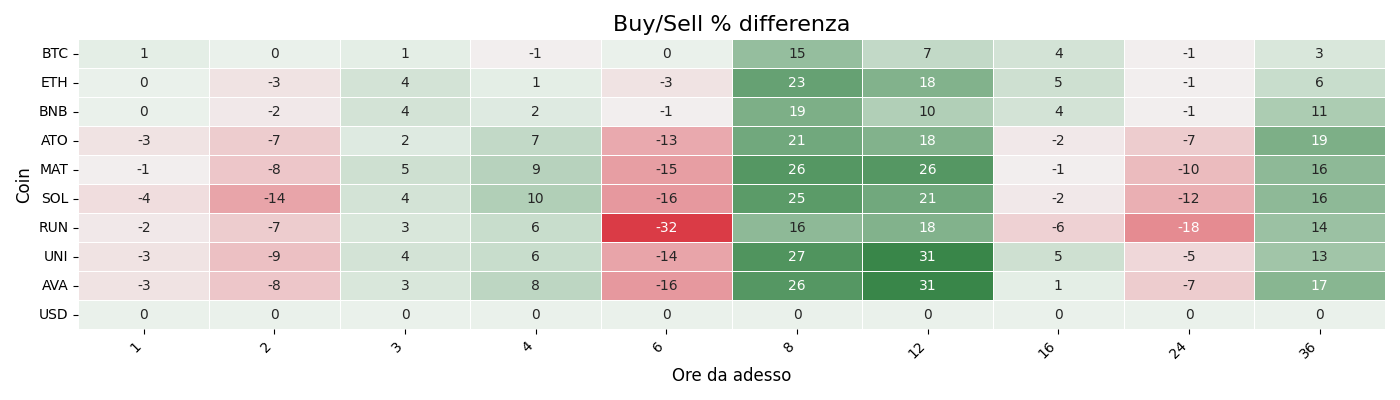 Buy/Sell % differenza
Coin
BTC 1 0 1 -1 0 15 7 4 -1 3
ETH 0 -3 4 1 -3 23 18 5 -1 6
BNB 0 -2 4 2 -1 19 10 4 -1 11
ATO -3 -7 2 7 -13 21 18 -2 -7 19
MAT -1 -8 5 9 -15 26 26 -1 -10 16
SOL -4 -14 4 10 -16 25 21 -2 -12 16
RUN -2 -7 3 6 -32 16 18 -6 -18 14
UNI -3 -9 4 6 -14 27 31 5 -5 13
AVA -3 -8 3 8 -16 26 31 1 -7 17
USD 0 0 0 0 0 0 0 0 0 0
1 2 3 4 6 8 12 16 24 36
Ore da adesso